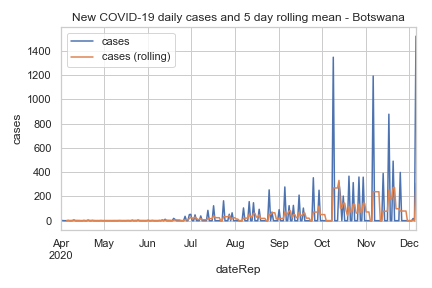 New COVID-19 daily cases and 5 day rolling mean - Botswana
cases
cases (rolling)
1400
1200
1000
800
600
400
200
0
cases
Apr May Jun Jul Aug Sep Oct Nov Dec
2020
dateRep